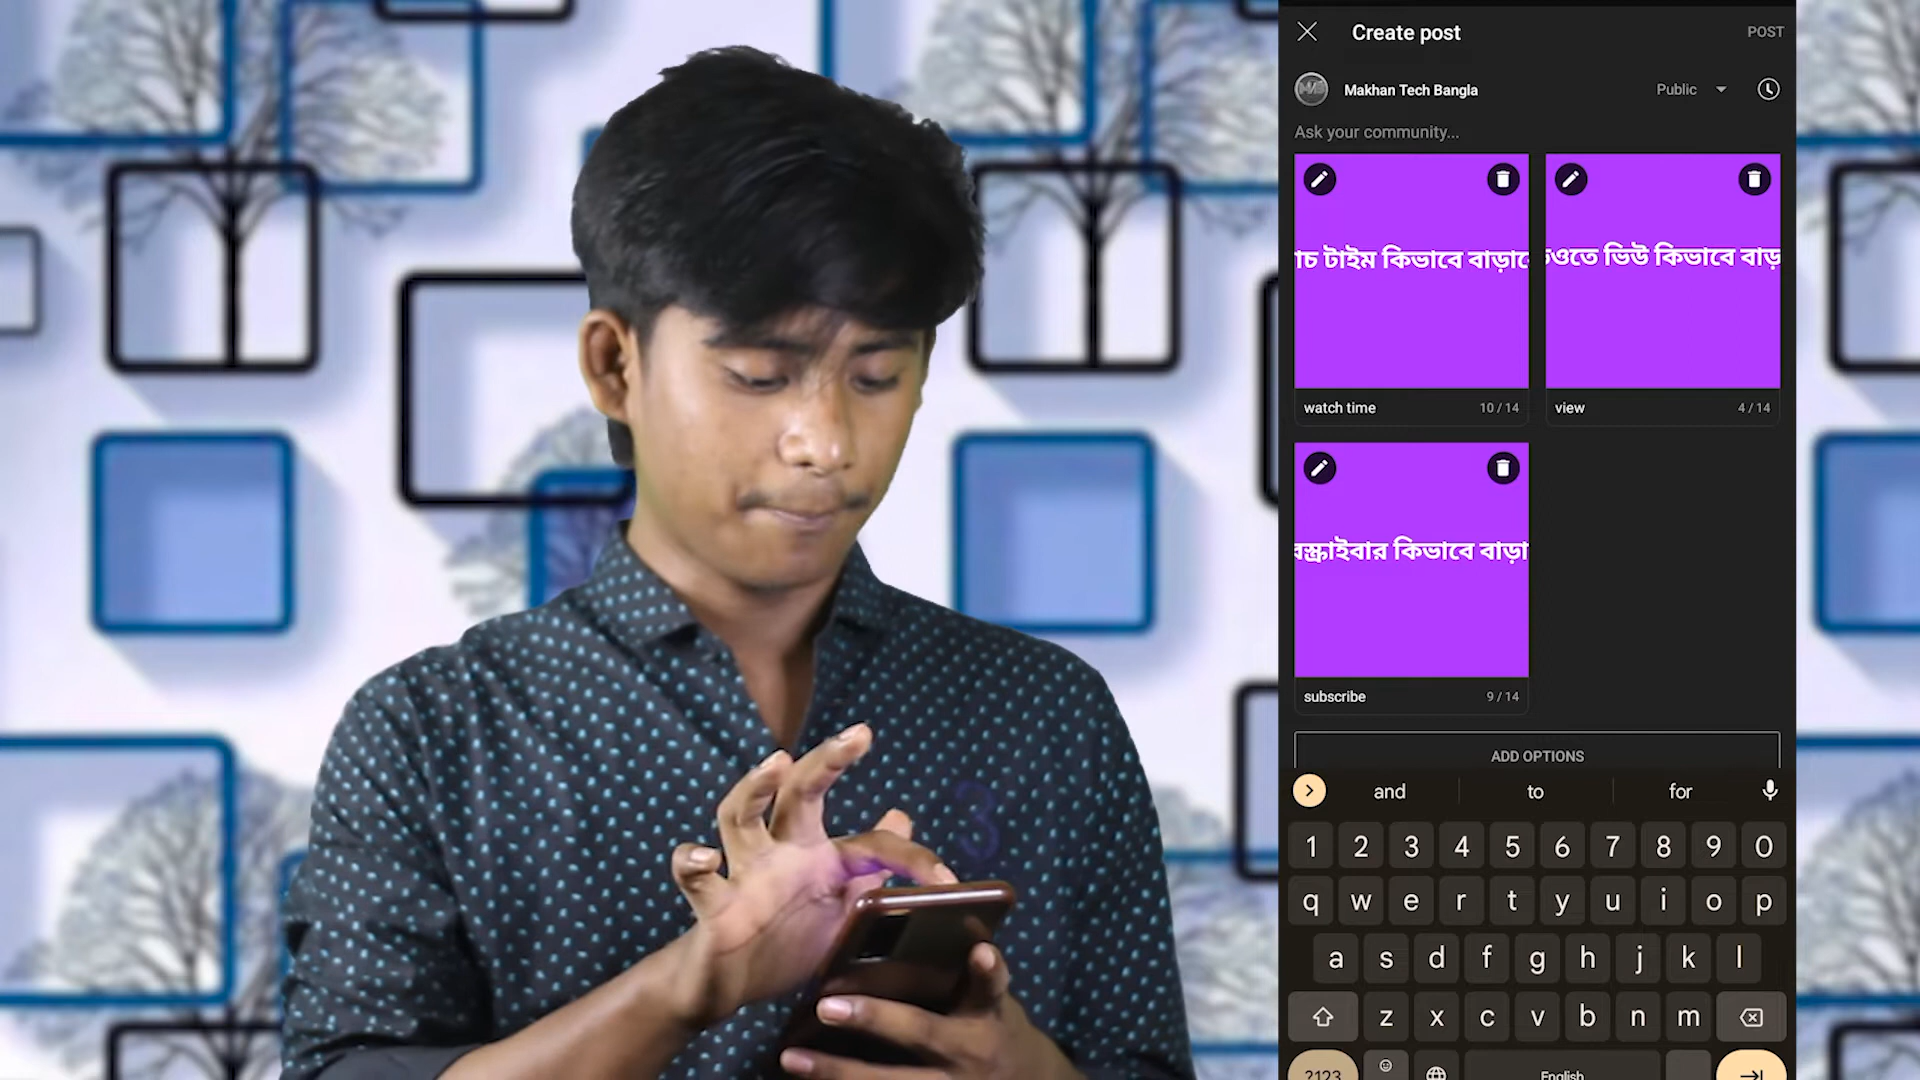 Create post
POST
Makhan Tech Bangla
Public
Ask your community...
টাইম কিভাবে
ভিউ কিভাবে
watch time
10 / 14
view
4 / 14
কিভাবে
subscribe
9 / 14
ADD OPTIONS
and
to
for
1 2 3 4 5 6 7 8 9 0
q w e r t y u i o p
a s d f g h j k l
z x c v b n m
?123
English